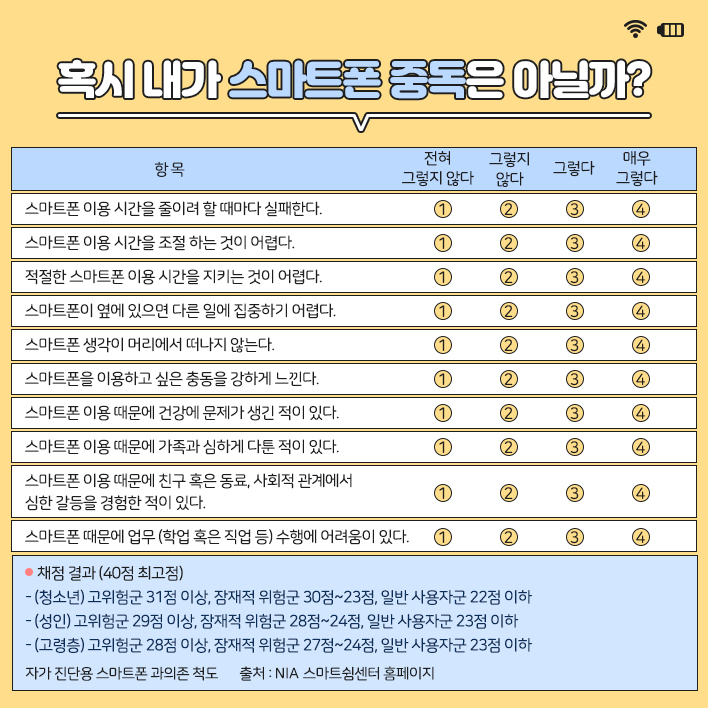 혹시 내가 스마트폰 중독은 아닐까?
항 목
전혀
그렇지 않다
그렇지
않다
그렇다
매우
그렇다
스마트폰 이용 시간을 줄이려 할 때마다 실패한다. ① ② ③ ④
스마트폰 이용 시간을 조절 하는 것이 어렵다. ① ② ③ ④
적절한 스마트폰 이용 시간을 지키는 것이 어렵다. ① ② ③ ④
스마트폰이 옆에 있으면 다른 일에 집중하기 어렵다. ① ② ③ ④
스마트폰 생각이 머리에서 떠나지 않는다. ① ② ③ ④
스마트폰을 이용하고 싶은 충동을 강하게 느낀다. ① ② ③ ④
스마트폰 이용 때문에 건강에 문제가 생긴 적이 있다. ① ② ③ ④
스마트폰 이용 때문에 가족과 심하게 다툰 적이 있다. ① ② ③ ④
스마트폰 이용 때문에 친구 혹은 동료, 사회적 관계에서
심한 갈등을 경험한 적이 있다. ① ② ③ ④
스마트폰 때문에 업무 (학업 혹은 직업 등) 수행에 어려움이 있다. ① ② ③ ④
● 채점 결과 (40점 최고점)
- (청소년) 고위험군 31점 이상, 잠재적 위험군 30점~23점, 일반 사용자군 22점 이하
- (성인) 고위험군 29점 이상, 잠재적 위험군 28점~24점, 일반 사용자군 23점 이하
- (고령층) 고위험군 28점 이상, 잠재적 위험군 27점~24점, 일반 사용자군 23점 이하
자가 진단용 스마트폰 과의존 척도 출처 : NIA 스마트쉼센터 홈페이지